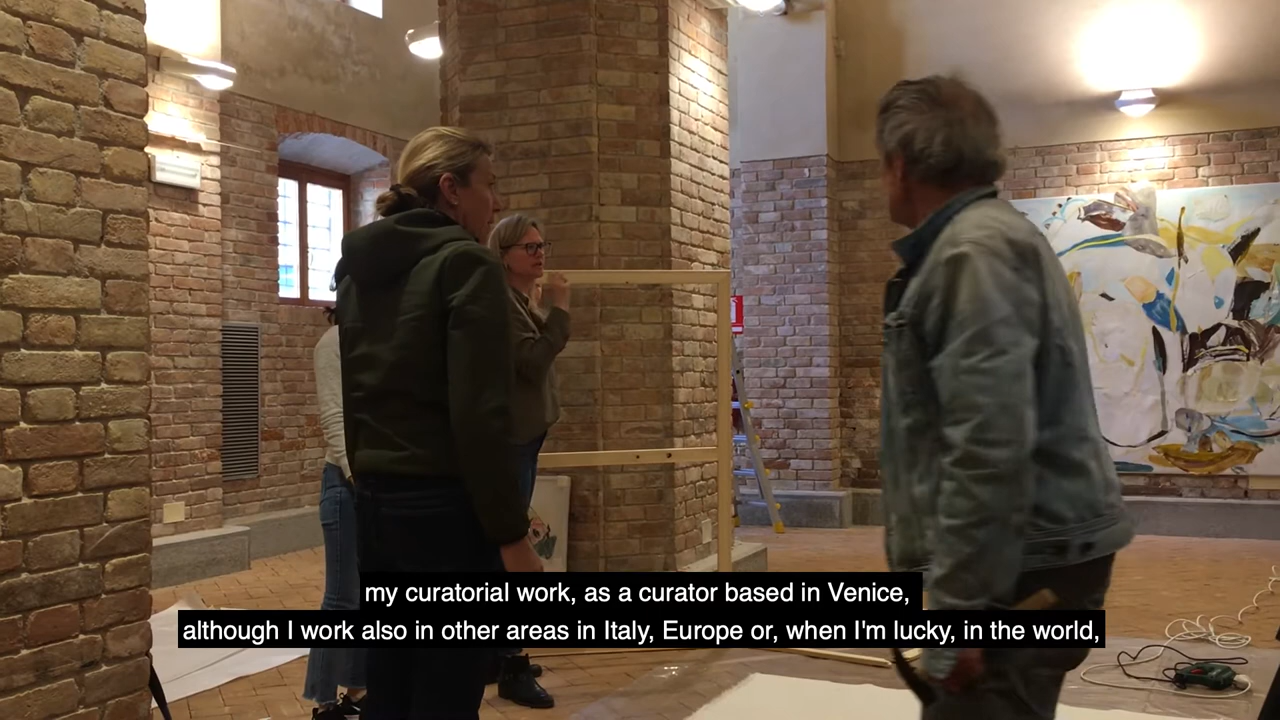 my curatorial work, as a curator based in Venice,
although I work also in other areas in Italy, Europe or, when I'm lucky, in the world,